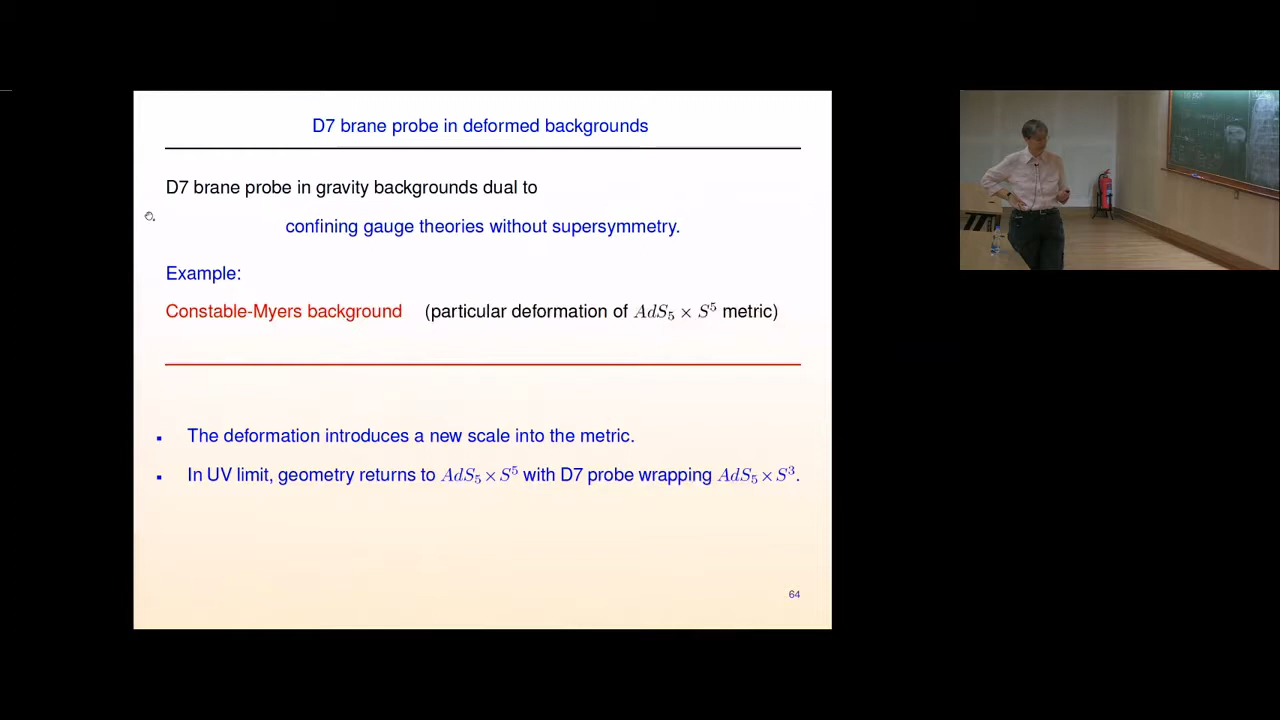 D7 brane probe in deformed backgrounds
D7 brane probe in gravity backgrounds dual to
confining gauge theories without supersymmetry.
Example:
Constable-Myers background (particular deformation of AdS₅ × S⁵ metric)
▪ The deformation introduces a new scale into the metric.
▪ In UV limit, geometry returns to AdS₅ × S⁵ with D7 probe wrapping AdS₅ × S³.
64